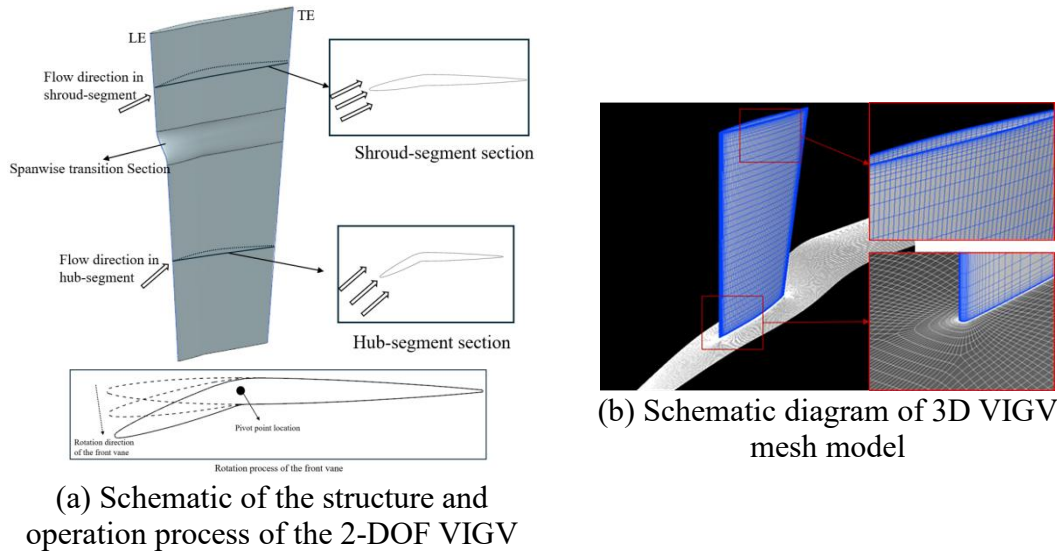 TE
LE
Flow direction in
shroud-segment
Shroud-segment section
Spanwise transition Section
Flow direction in
hub-segment
Hub-segment section
Rotation direction
of the front vane
Pivot point location
Rotation process of the front vane
(a) Schematic of the structure and
operation process of the 2-DOF VIGV
(b) Schematic diagram of 3D VIGV
mesh model